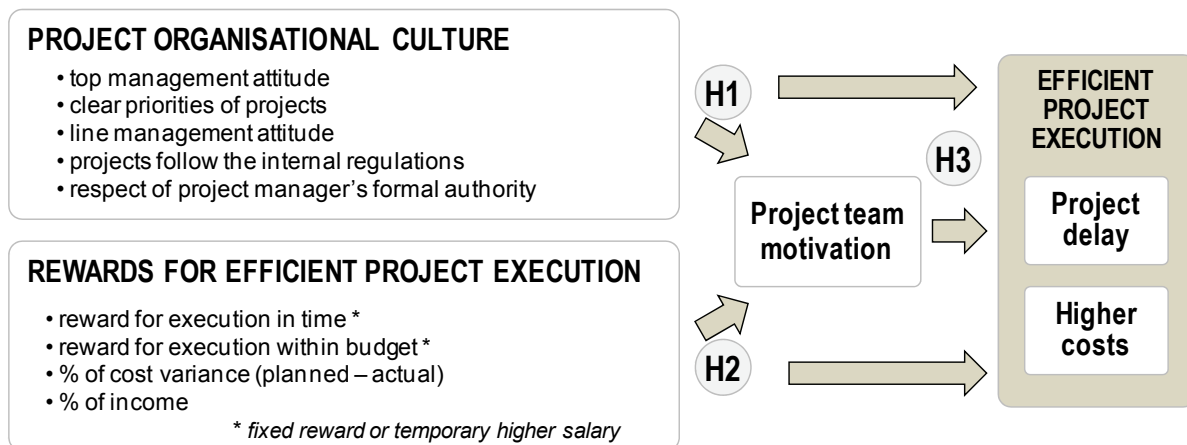 PROJECT ORGANISATIONAL CULTURE
• top management attitude
• clear priorities of projects
• line management attitude
• projects follow the internal regulations
• respect of project manager's formal authority
REWARDS FOR EFFICIENT PROJECT EXECUTION
• reward for execution in time *
• reward for execution within budget *
• % of cost variance (planned – actual)
• % of income
* fixed reward or temporary higher salary
H1
H2
Project team
motivation
H3
EFFICIENT
PROJECT
EXECUTION
Project
delay
Higher
costs